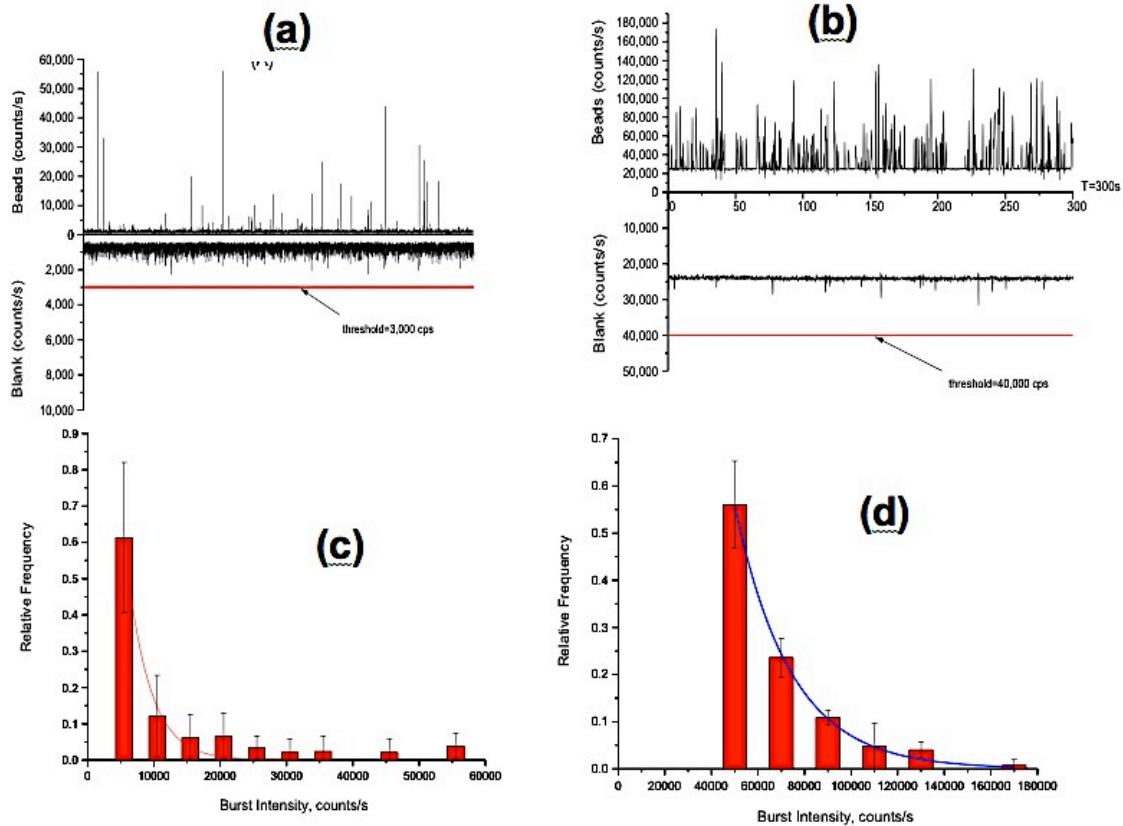 (a)
60,000
50,000
40,000
30,000
20,000
10,000
0
Beads (counts/s)
2,000
4,000
6,000
8,000
10,000
Blank (counts/s)
threshold=3,000 cps
(b)
180,000
160,000
140,000
120,000
100,000
80,000
60,000
40,000
20,000
0
Beads (counts/s)
0 50 100 150 200 250 300
T=300s
10,000
20,000
30,000
40,000
50,000
Blank (counts/s)
threshold=40,000 cps
(c)
0.9
0.8
0.7
0.6
0.5
0.4
0.3
0.2
0.1
0.0
Relative Frequency
0 10000 20000 30000 40000 50000 60000
Burst Intensity, counts/s
(d)
0.7
0.6
0.5
0.4
0.3
0.2
0.1
0.0
Relative Frequency
0 20000 40000 60000 80000 100000 120000 140000 160000 180000
Burst Intensity, counts/s